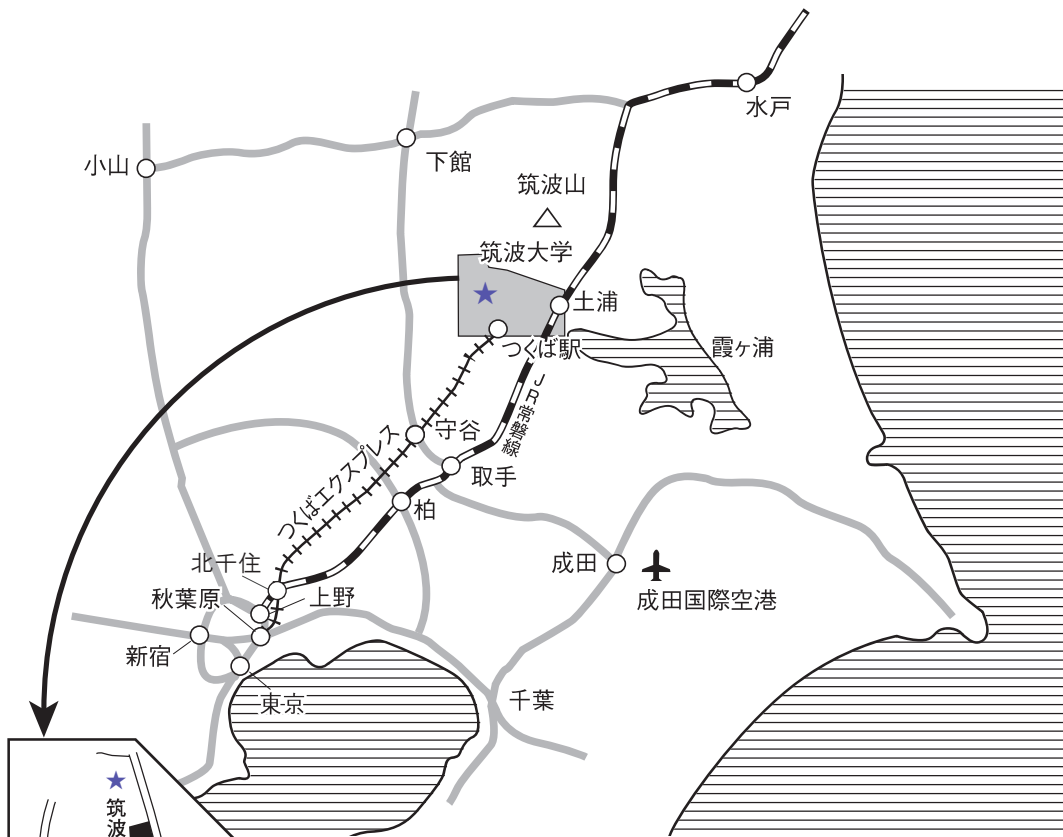 水戸
小山
下館
筑波山
筑波大学
土浦
つくば駅
霞ヶ浦
JR常磐線
守谷
つくばエクスプレス
取手
柏
成田
成田国際空港
北千住
秋葉原
上野
新宿
東京
千葉
筑波